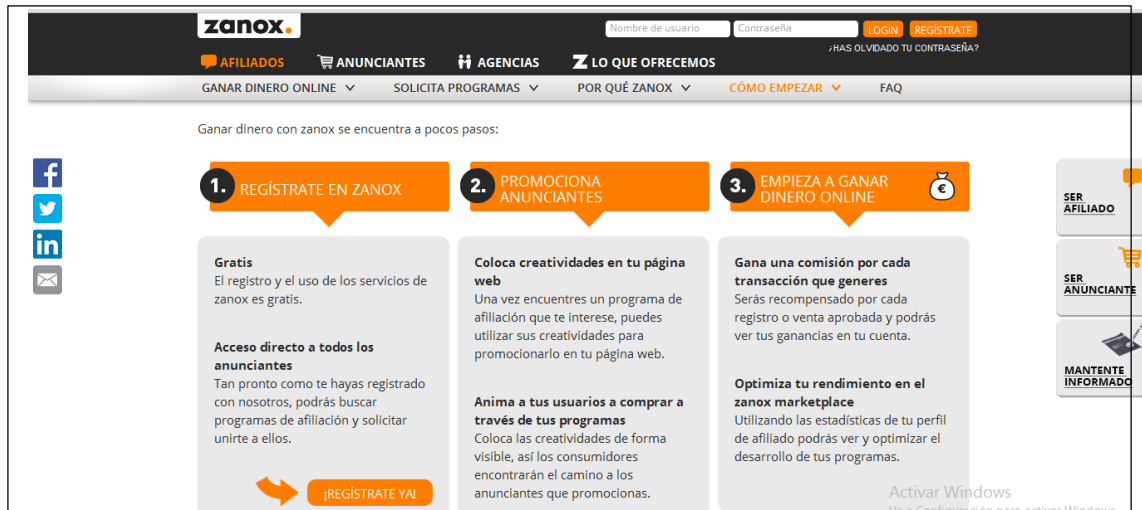 zanox.
Nombre de usuario
Contraseña
LOGIN
REGÍSTRATE
¿HAS OLVIDADO TU CONTRASEÑA?
AFILIADOS
ANUNCIANTES
AGENCIAS
Z LO QUE OFRECEMOS
GANAR DINERO ONLINE
SOLICITA PROGRAMAS
POR QUÉ ZANOX
CÓMO EMPEZAR
FAQ
Ganar dinero con zanox se encuentra a pocos pasos:
f
in
1. REGÍSTRATE EN ZANOX
Gratis
El registro y el uso de los servicios de
zanox es gratis.
Acceso directo a todos los
anunciantes
Tan pronto como te hayas registrado
con nosotros, podrás buscar
programas de afiliación y solicitar
unirte a ellos.
¡REGÍSTRATE YA!
2. PROMOCIONA
ANUNCIANTES
Coloca creatividades en tu página
web
Una vez encuentres un programa de
afiliación que te interese, puedes
utilizar sus creatividades para
promocionarlo en tu página web.
Anima a tus usuarios a comprar a
través de tus programas
Coloca las creatividades de forma
visible, así los consumidores
encontrarán el camino a los
anunciantes que promocionas.
3. EMPIEZA A GANAR
DINERO ONLINE
€
Gana una comisión por cada
transacción que generes
Serás recompensado por cada
registro o venta aprobada y podrás
ver tus ganancias en tu cuenta.
Optimiza tu rendimiento en el
zanox marketplace
Utilizando las estadísticas de tu perfil
de afiliado podrás ver y optimizar el
desarrollo de tus programas.
SER
AFILIADO
SER
ANUNCIANTE
MANTENTE
INFORMADO
Activar Windows
Ve a Configuración para activar Windows.